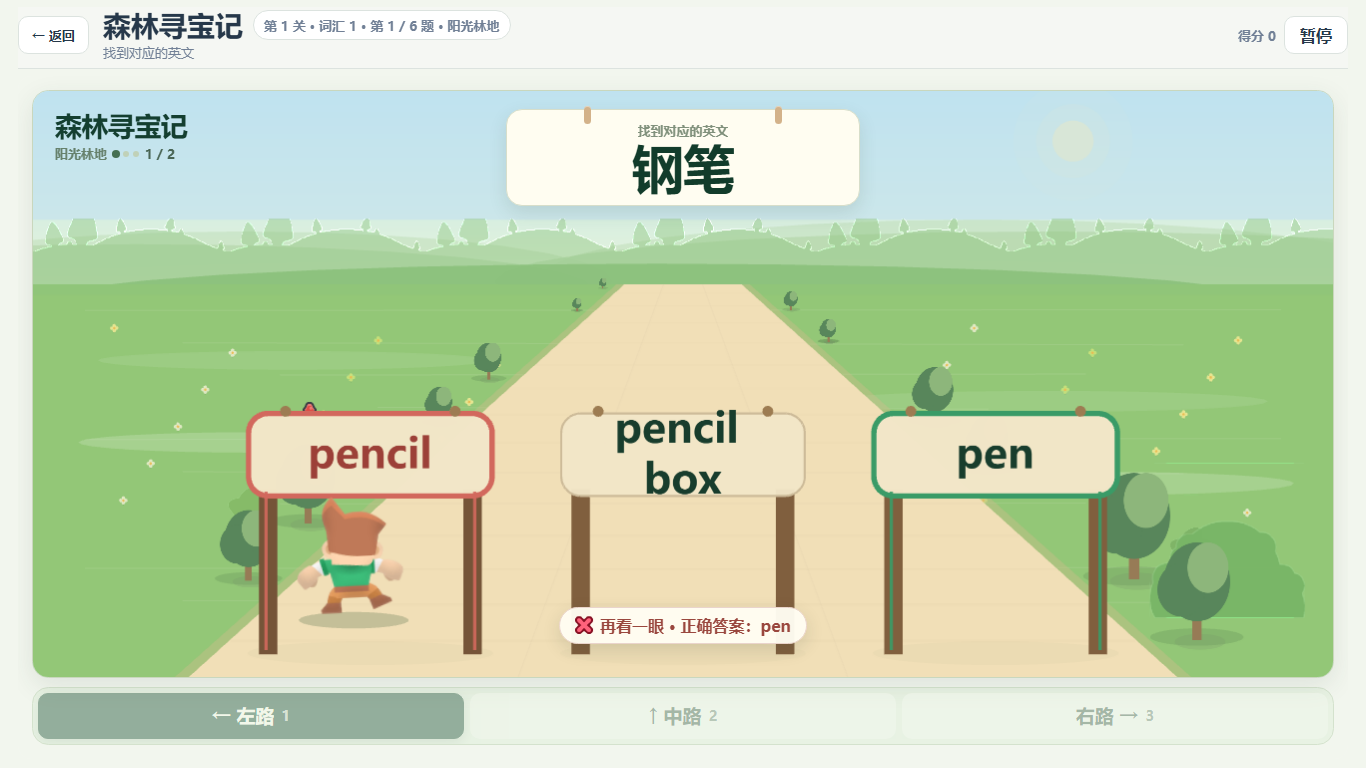 ← 返回
森林寻宝记
第 1 关 • 词汇 1 • 第 1 / 6 题 • 阳光林地
找到对应的英文
得分 0
暂停
森林寻宝记
阳光林地 1 / 2
找到对应的英文
钢笔
pencil
pencil
box
pen
再看一眼 • 正确答案：pen
← 左路 1
↑ 中路 2
右路 → 3